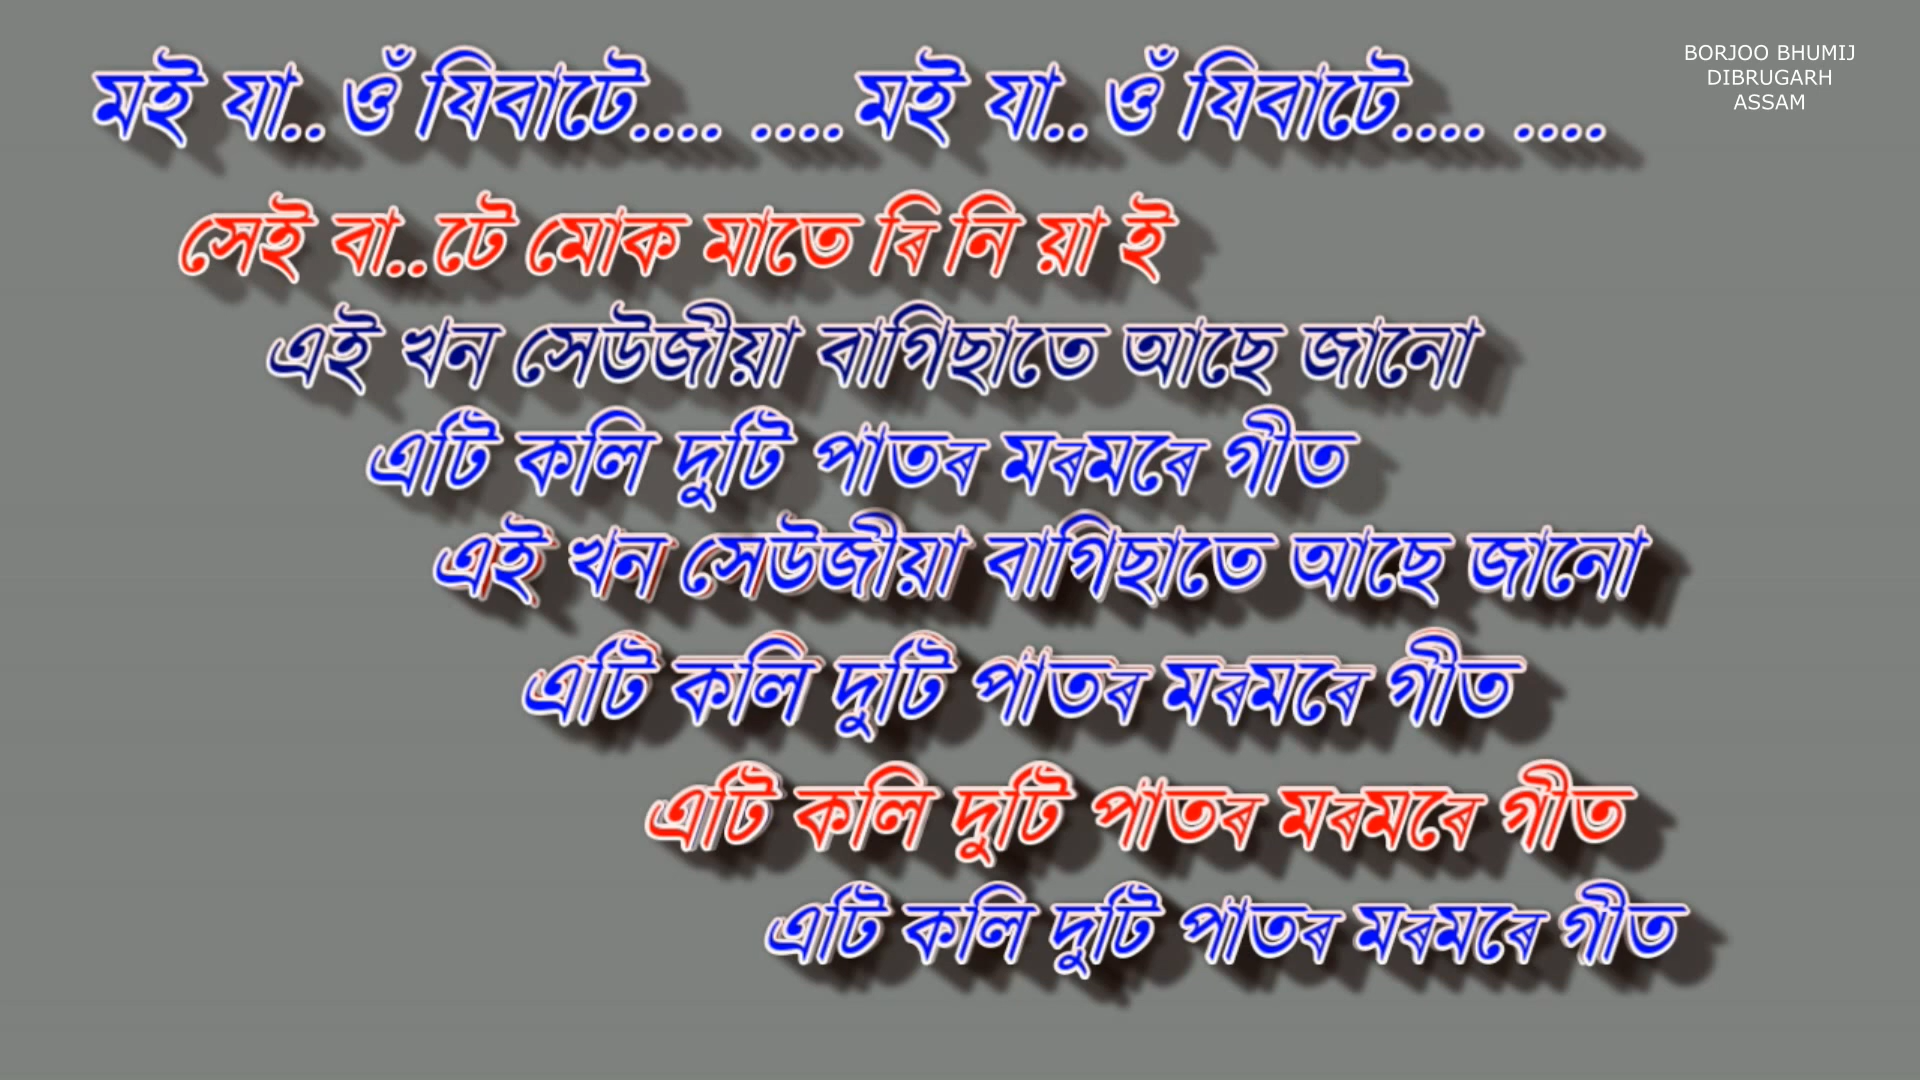 মই যা.. ওঁ যিবাটে.... .... মই যা.. ওঁ যিবাটে.... ....
সেই বা..টে মোক মাতে ৰি নি য়া ই
এই খন সেউজীয়া বাগিছাতে আছে জানো
এটি কলি দুটি পাতৰ মৰমৰে গীত
এই খন সেউজীয়া বাগিছাতে আছে জানো
এটি কলি দুটি পাতৰ মৰমৰে গীত
এটি কলি দুটি পাতৰ মৰমৰে গীত
এটি কলি দুটি পাতৰ মৰমৰে গীত
BORJOO BHUMIJ
DIBRUGARH
ASSAM